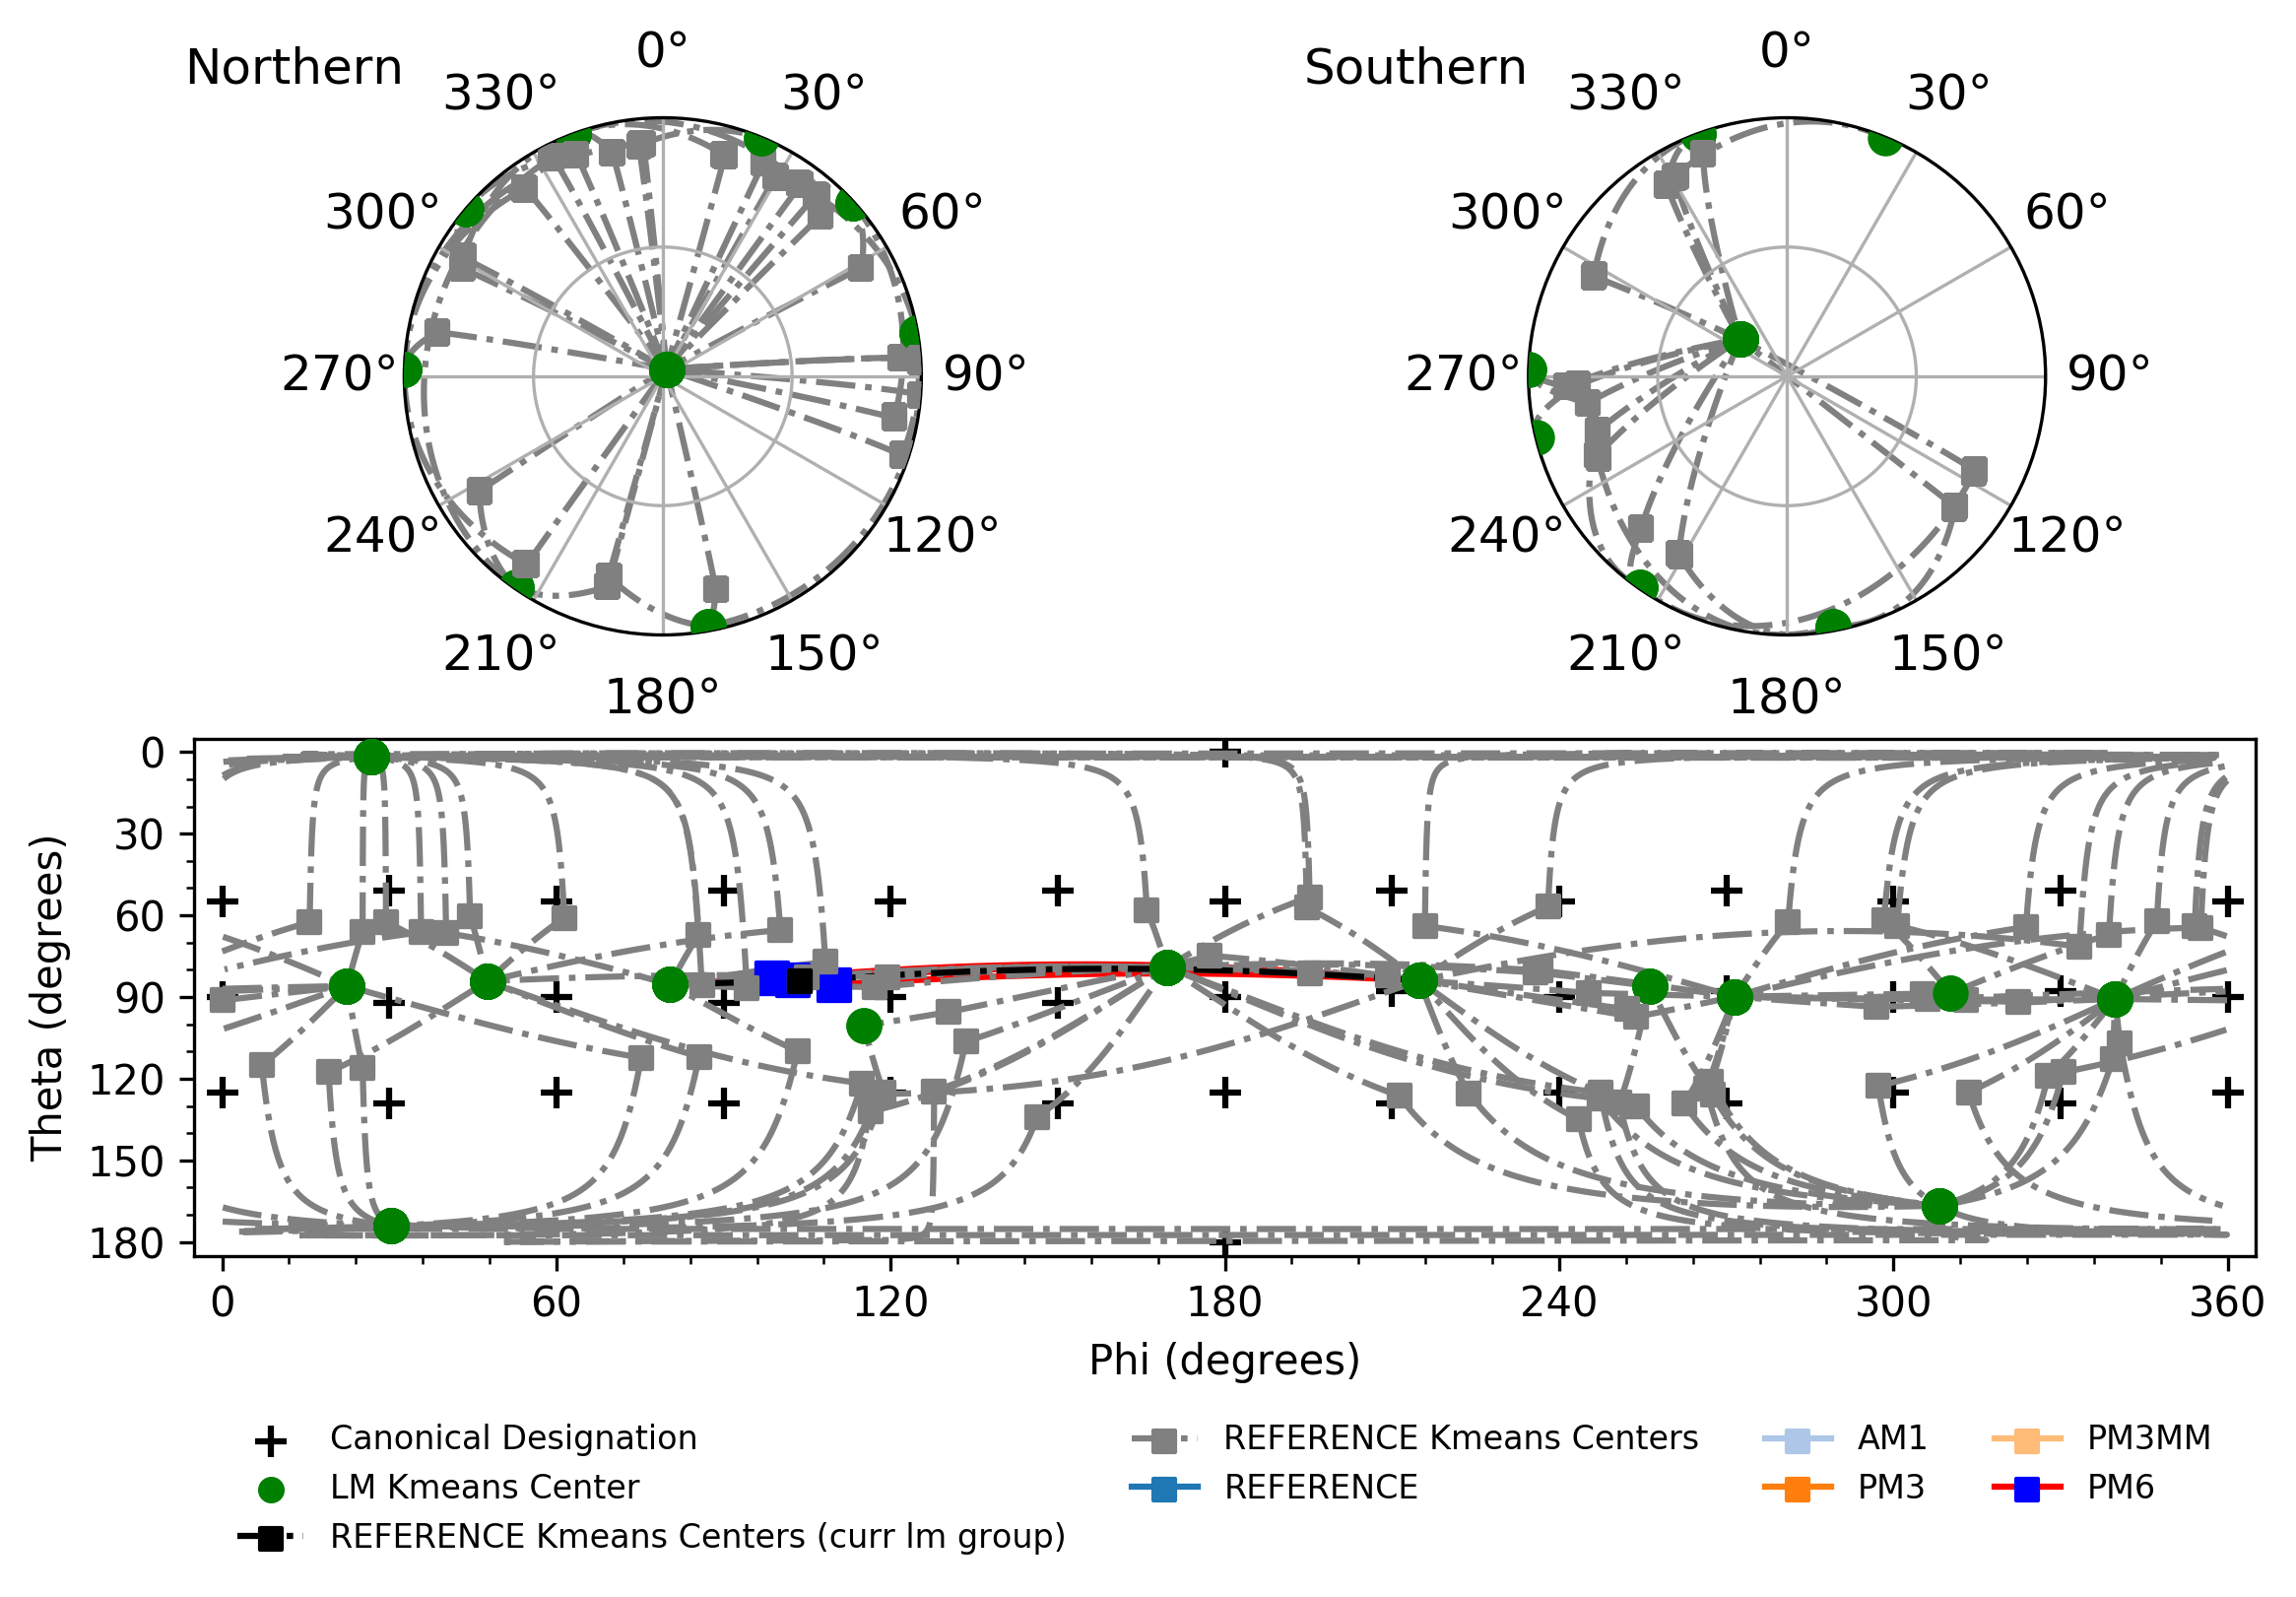 Northern
0°
30°
60°
90°
120°
150°
180°
210°
240°
270°
300°
330°
Southern
0°
30°
60°
90°
120°
150°
180°
210°
240°
270°
300°
330°
Theta (degrees)
0
30
60
90
120
150
180
0 60 120 180 240 300 360
Phi (degrees)
Canonical Designation
LM Kmeans Center
REFERENCE Kmeans Centers (curr lm group)
REFERENCE Kmeans Centers
REFERENCE
AM1
PM3
PM3MM
PM6